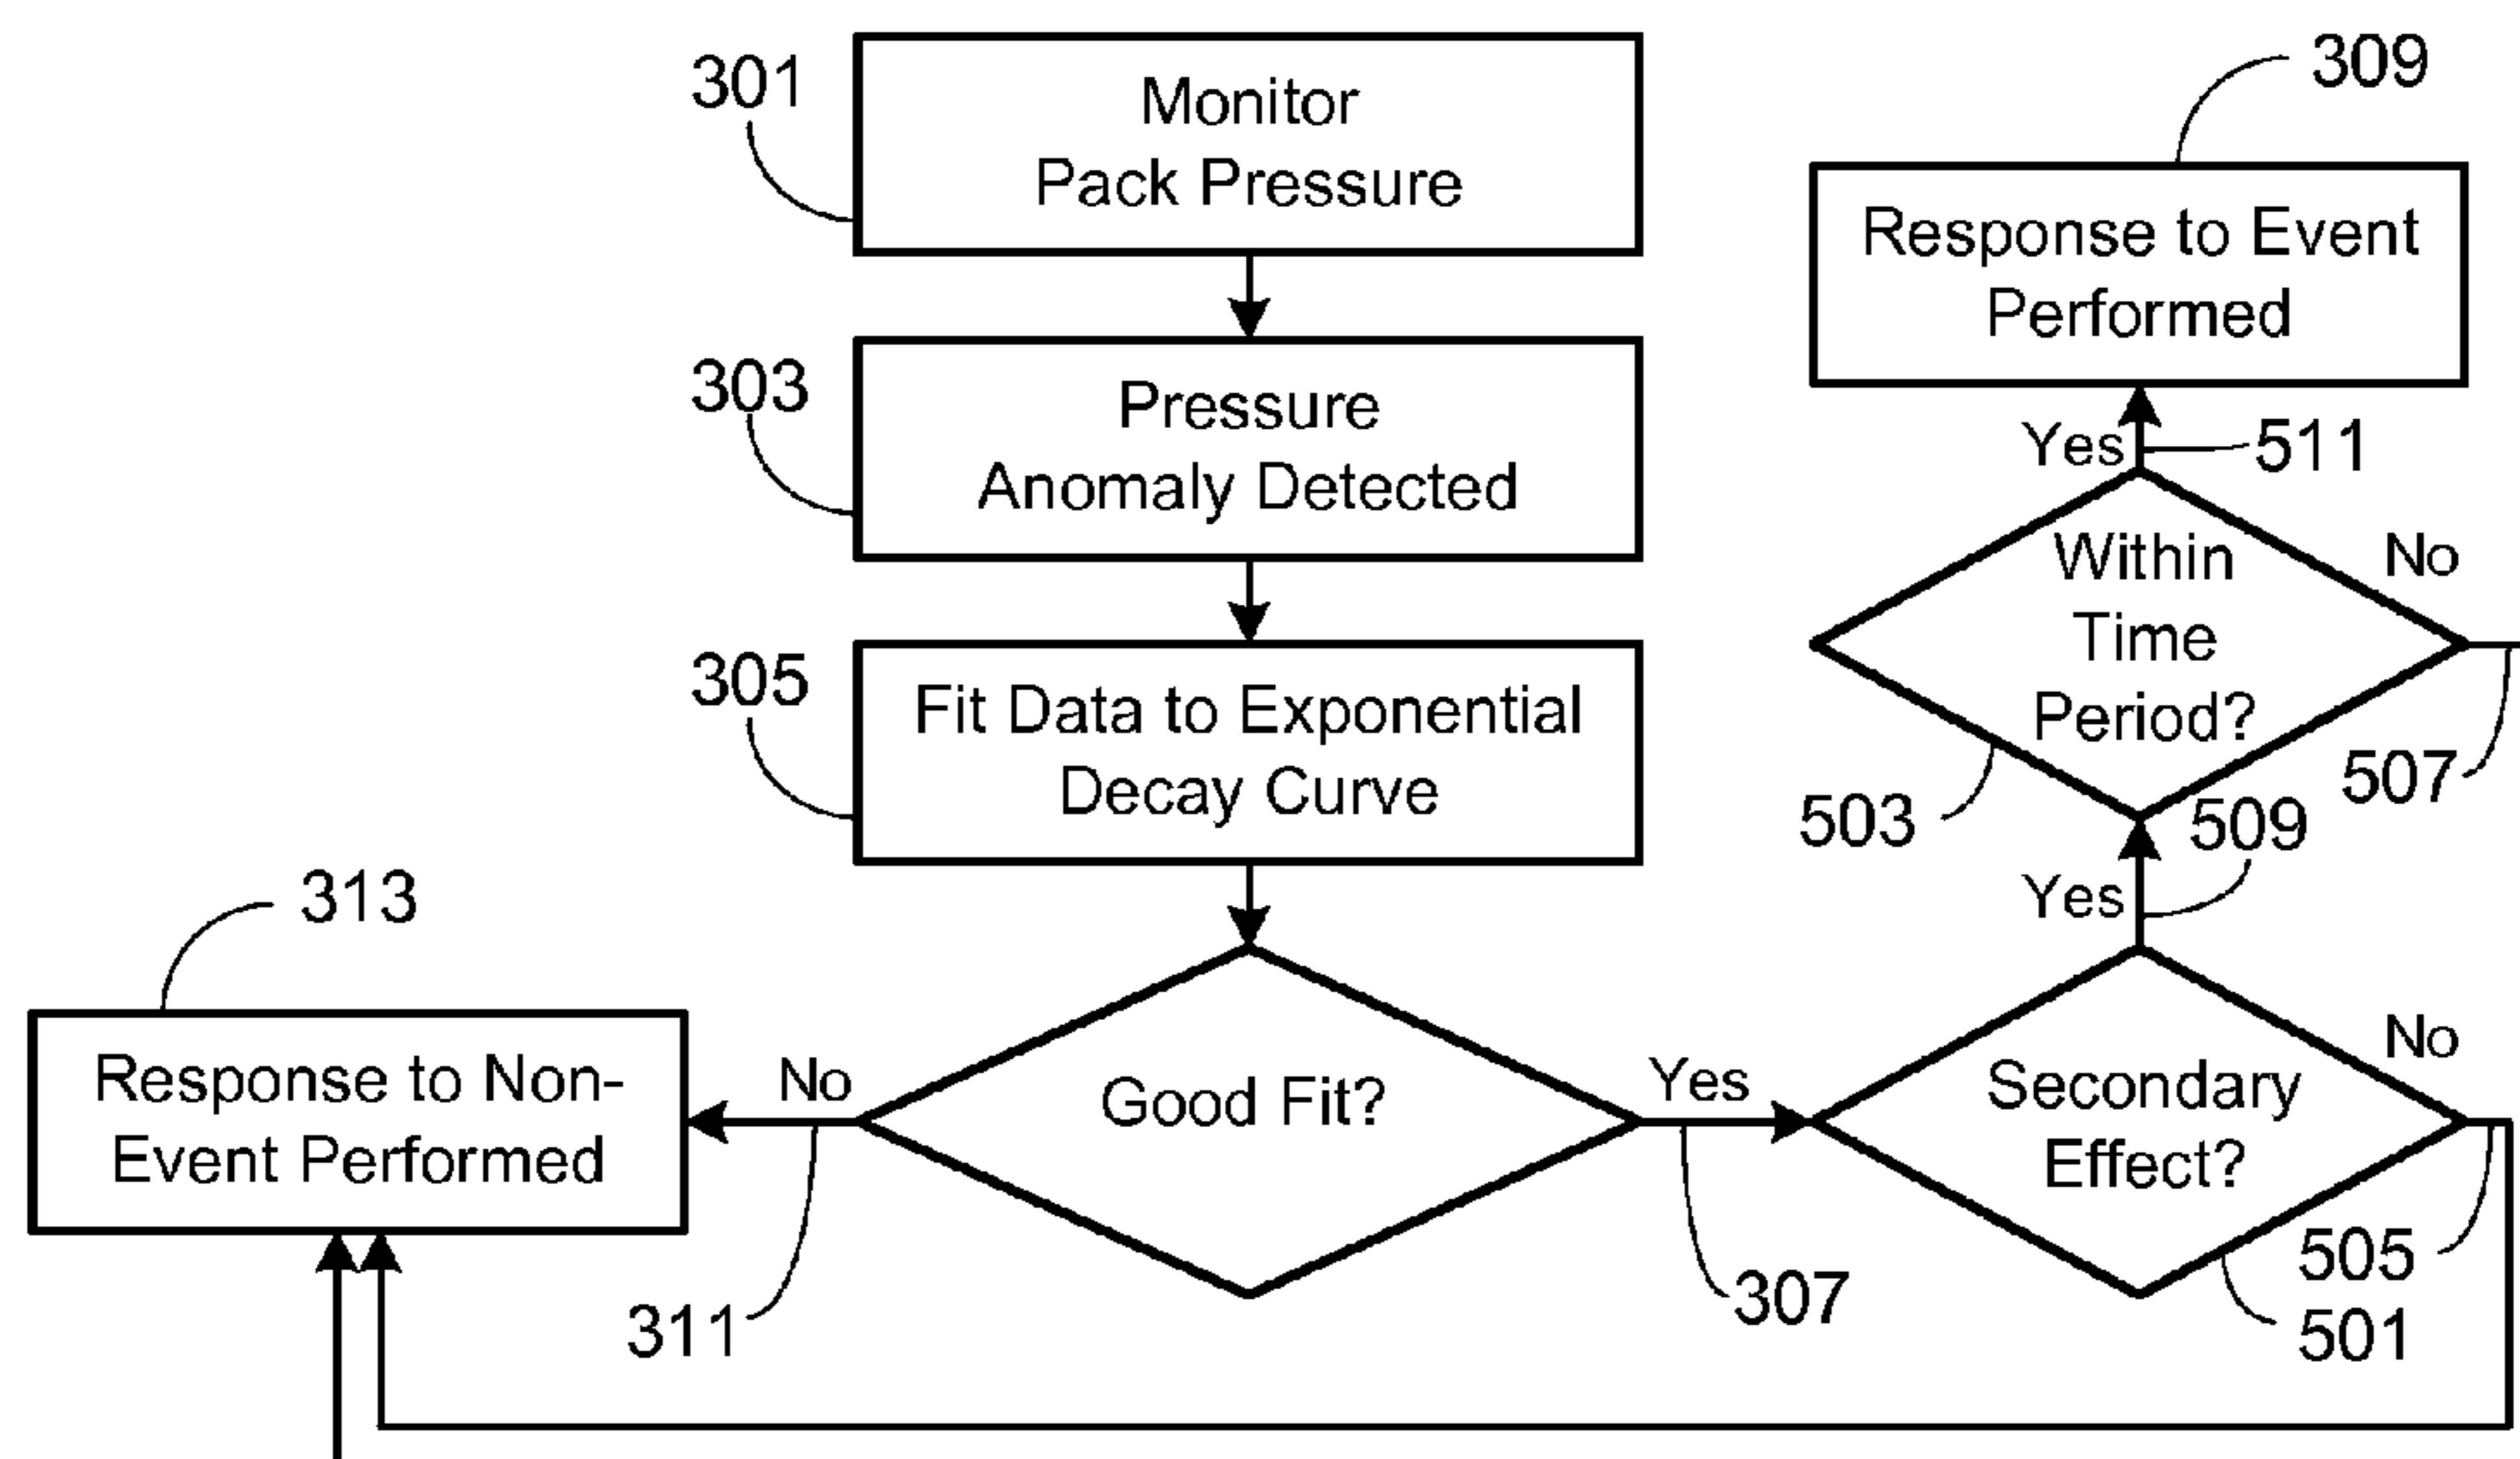 301
Monitor
Pack Pressure
309
Response to Event
Performed
303
Pressure
Anomaly Detected
Yes
511
Within
Time
Period?
No
507
503
305
Fit Data to Exponential
Decay Curve
509
Yes
313
Response to Non-
Event Performed
No
311
Good Fit?
Yes
307
Secondary
Effect?
No
505
501